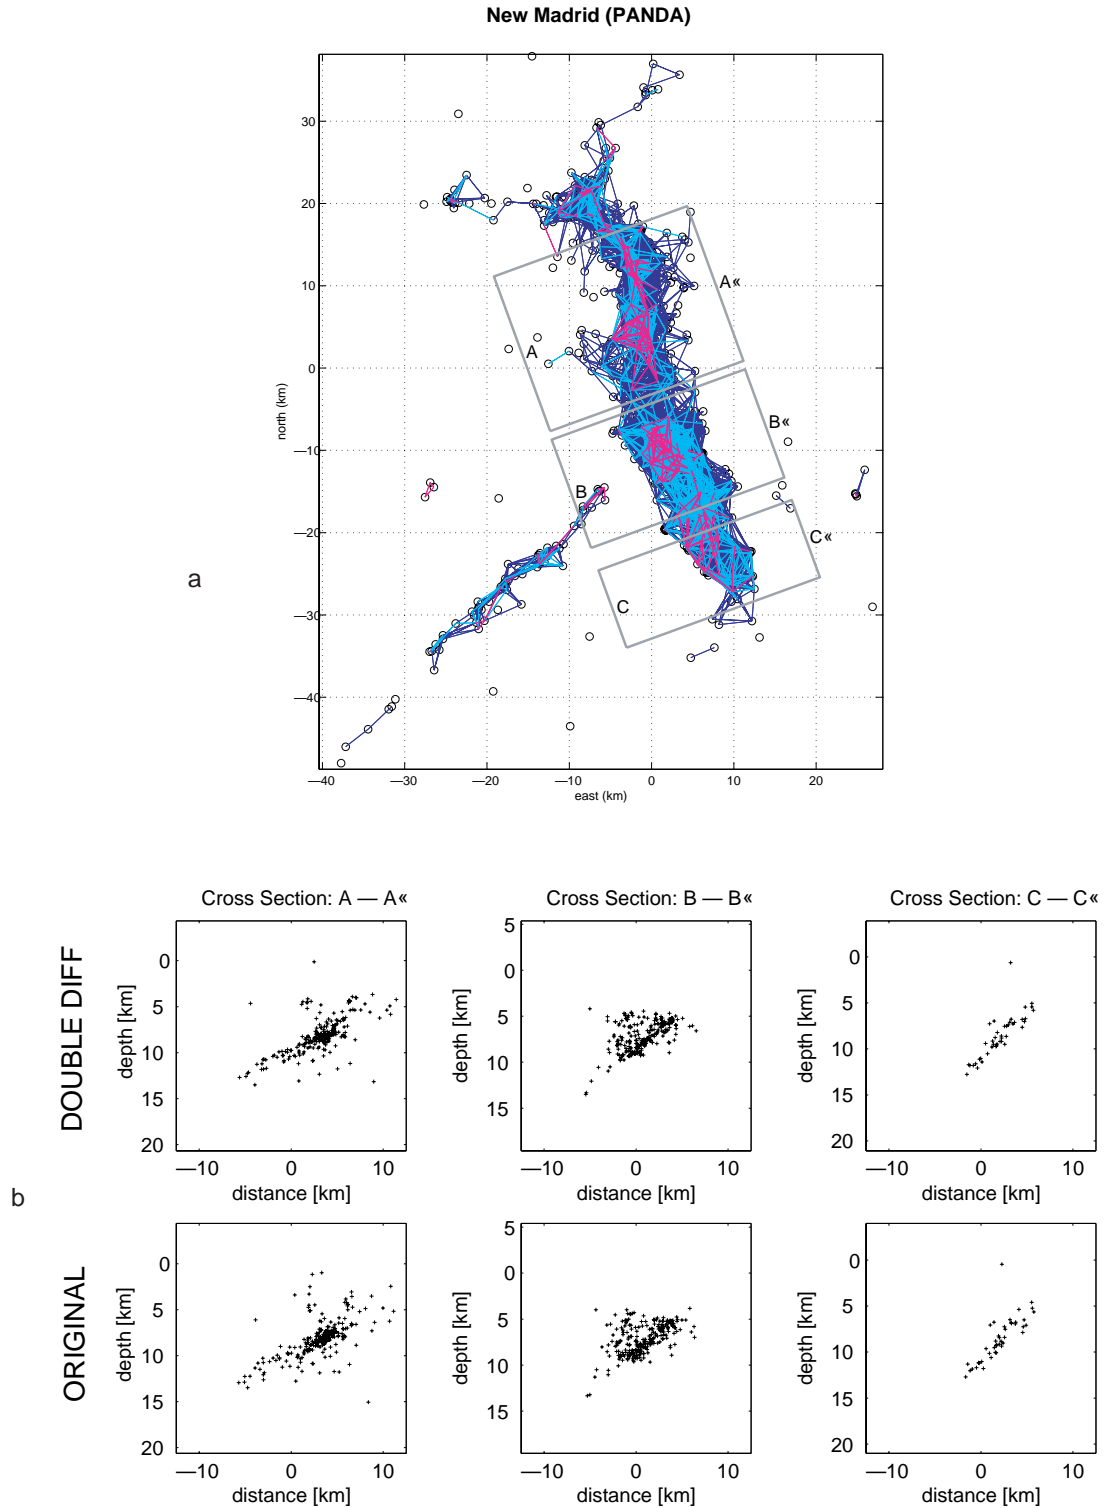 New Madrid (PANDA)
30
20
10
0
—10
—20
—30
—40
north (km)
A
A«
B
B«
C
C«
—40 —30 —20 —10 0 10 20
east (km)
a
Cross Section: A — A« Cross Section: B — B« Cross Section: C — C«
DOUBLE DIFF
depth [km]
0
5
10
15
20
—10 0 10
distance [km]
depth [km]
5
0
5
10
15
—10 0 10
distance [km]
depth [km]
0
5
10
15
20
—10 0 10
distance [km]
b
ORIGINAL
depth [km]
0
5
10
15
20
—10 0 10
distance [km]
depth [km]
5
0
5
10
15
—10 0 10
distance [km]
depth [km]
0
5
10
15
20
—10 0 10
distance [km]